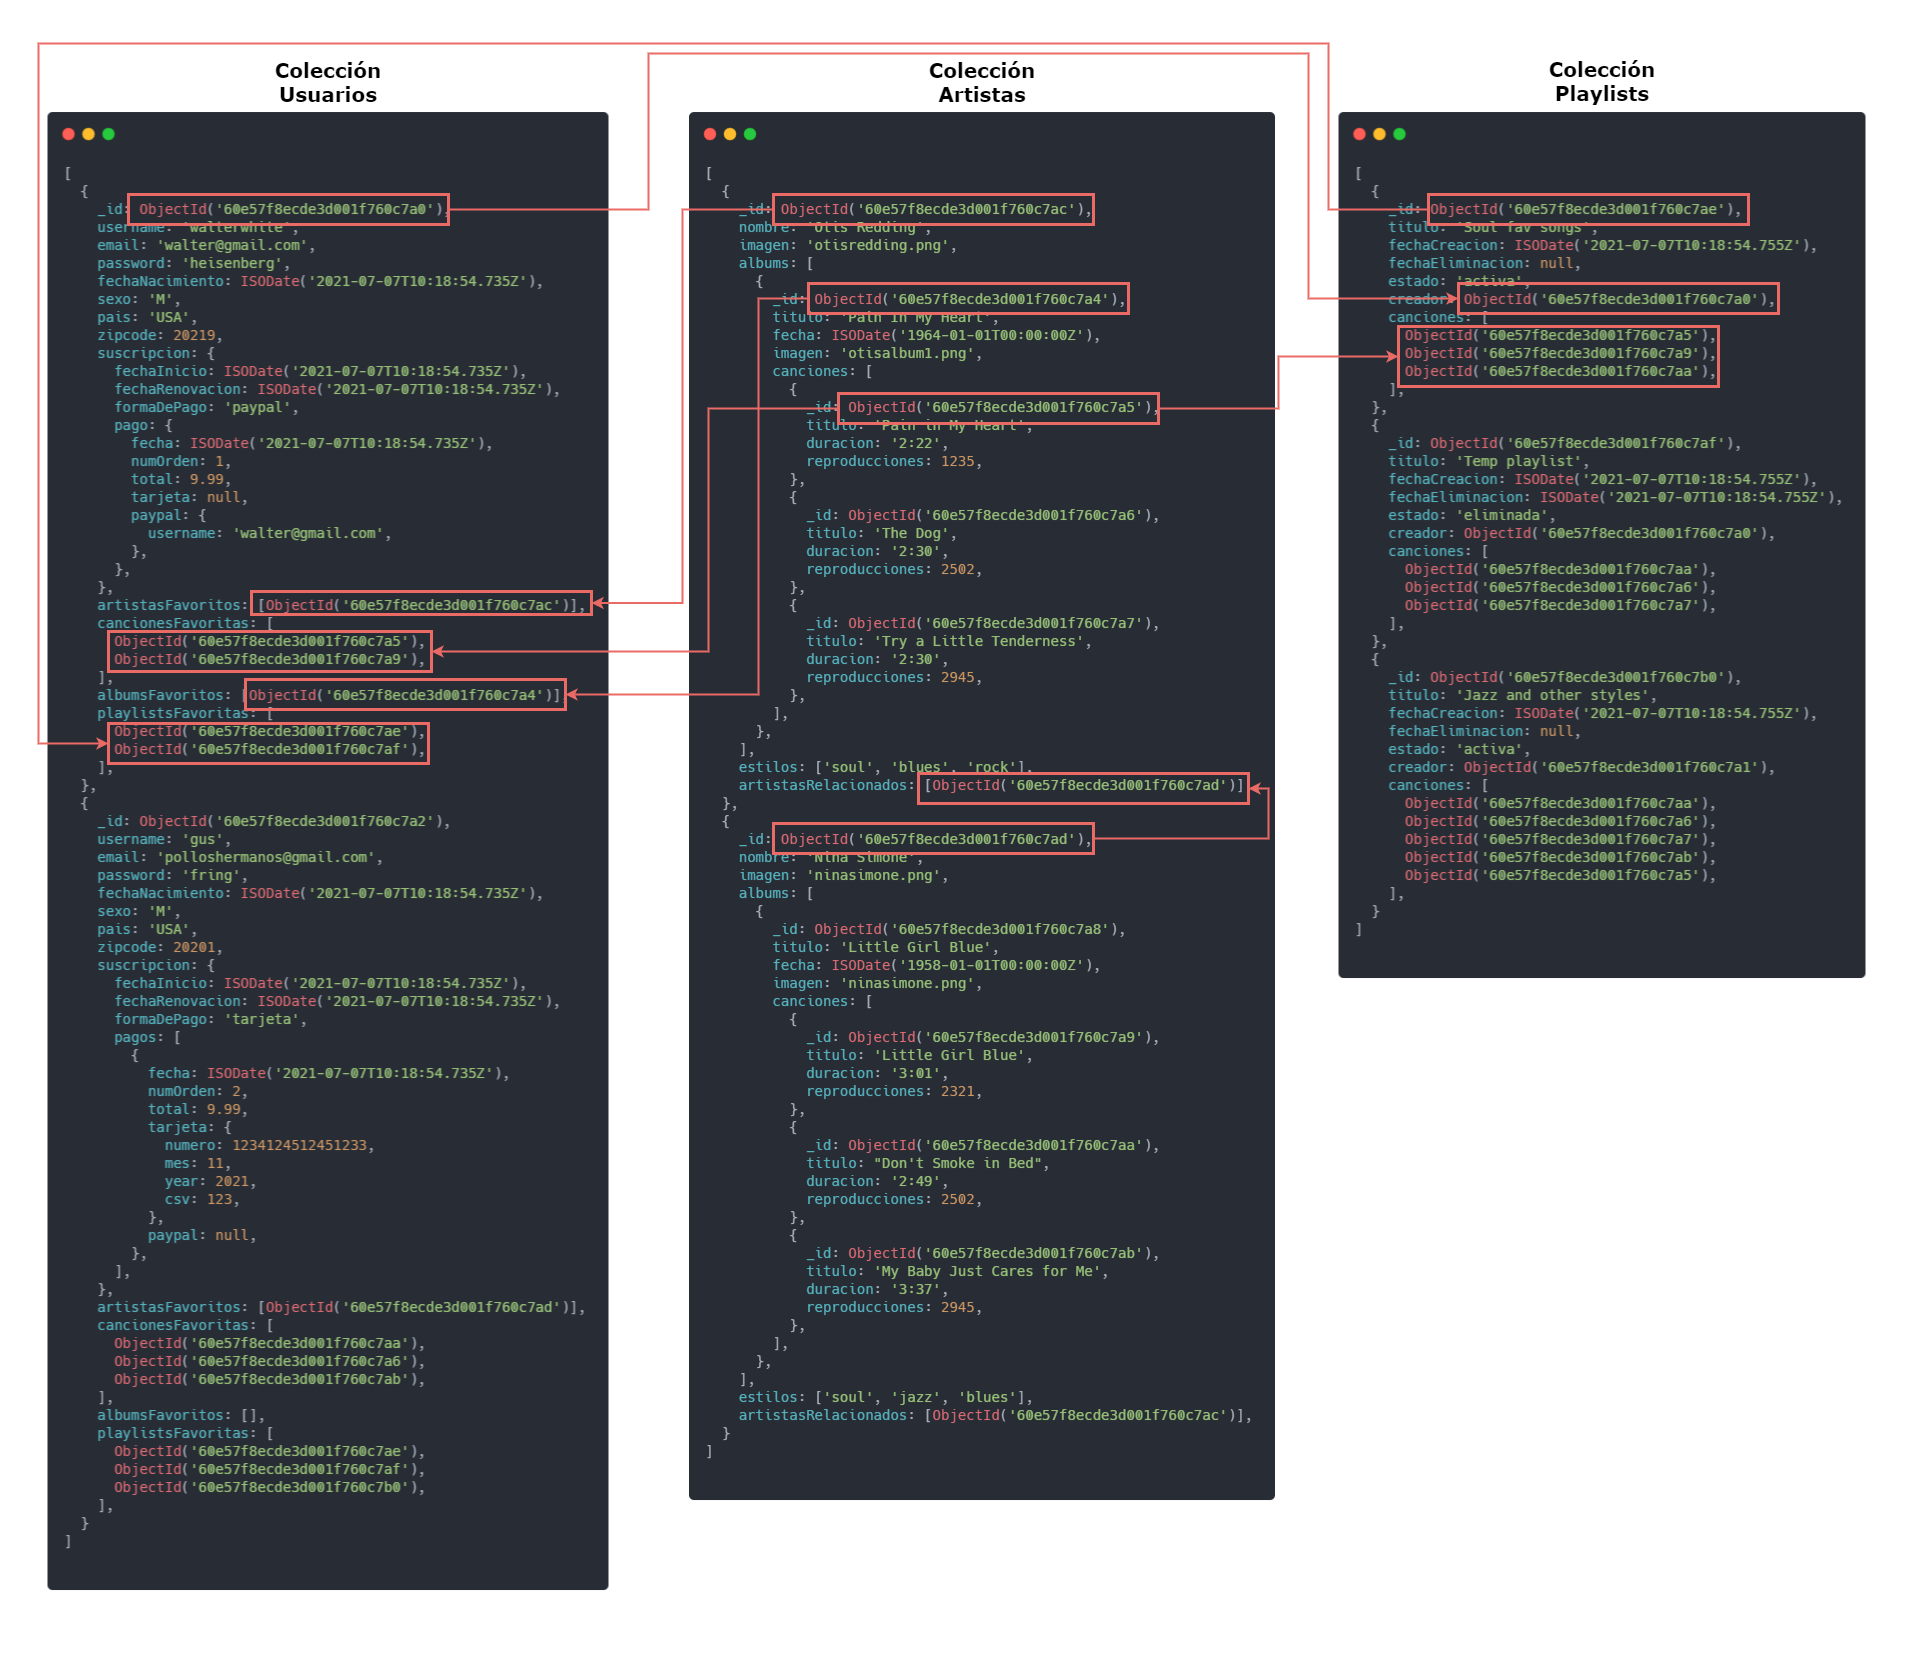 Colección
Usuarios
[
{
_id: ObjectId('60e57f8ecde3d001f760c7a0'),
username: 'walterwhite',
email: 'walter@gmail.com',
password: 'heisenberg',
fechaNacimiento: ISODate('2021-07-07T10:18:54.735Z'),
sexo: 'M',
pais: 'USA',
zipcode: 20219,
suscripcion: {
fechaInicio: ISODate('2021-07-07T10:18:54.735Z'),
fechaRenovacion: ISODate('2021-07-07T10:18:54.735Z'),
formaDePago: 'paypal',
pago: {
fecha: ISODate('2021-07-07T10:18:54.735Z'),
numOrden: 1,
total: 9.99,
tarjeta: null,
paypal: {
username: 'walter@gmail.com',
},
},
},
artistasFavoritos: [ObjectId('60e57f8ecde3d001f760c7ac')],
cancionesFavoritas: [
ObjectId('60e57f8ecde3d001f760c7a5'),
ObjectId('60e57f8ecde3d001f760c7a9'),
],
albumsFavoritos: [ObjectId('60e57f8ecde3d001f760c7a4')]
playlistsFavoritas: [
ObjectId('60e57f8ecde3d001f760c7ae'),
ObjectId('60e57f8ecde3d001f760c7af'),
],
},
{
_id: ObjectId('60e57f8ecde3d001f760c7a2'),
username: 'gus',
email: 'polloshermanos@gmail.com',
password: 'fring',
fechaNacimiento: ISODate('2021-07-07T10:18:54.735Z'),
sexo: 'M',
pais: 'USA',
zipcode: 20201,
suscripcion: {
fechaInicio: ISODate('2021-07-07T10:18:54.735Z'),
fechaRenovacion: ISODate('2021-07-07T10:18:54.735Z'),
formaDePago: 'tarjeta',
pagos: [
{
fecha: ISODate('2021-07-07T10:18:54.735Z'),
numOrden: 2,
total: 9.99,
tarjeta: {
numero: 1234124512451233,
mes: 11,
year: 2021,
csv: 123,
},
paypal: null,
},
],
},
artistasFavoritos: [ObjectId('60e57f8ecde3d001f760c7ad')],
cancionesFavoritas: [
ObjectId('60e57f8ecde3d001f760c7aa'),
ObjectId('60e57f8ecde3d001f760c7a6'),
ObjectId('60e57f8ecde3d001f760c7ab'),
],
albumsFavoritos: [],
playlistsFavoritas: [
ObjectId('60e57f8ecde3d001f760c7ae'),
ObjectId('60e57f8ecde3d001f760c7af'),
ObjectId('60e57f8ecde3d001f760c7b0'),
],
}
]
Colección
Artistas
[
{
_id: ObjectId('60e57f8ecde3d001f760c7ac'),
nombre: 'Otis Redding',
imagen: 'otisredding.png',
albums: [
{
_id: ObjectId('60e57f8ecde3d001f760c7a4'),
titulo: 'Pain In My Heart',
fecha: ISODate('1964-01-01T00:00:00Z'),
imagen: 'otisalbum1.png',
canciones: [
{
_id: ObjectId('60e57f8ecde3d001f760c7a5'),
titulo: 'Pain in My Heart',
duracion: '2:22',
reproducciones: 1235,
},
{
_id: ObjectId('60e57f8ecde3d001f760c7a6'),
titulo: 'The Dog',
duracion: '2:30',
reproducciones: 2502,
},
{
_id: ObjectId('60e57f8ecde3d001f760c7a7'),
titulo: 'Try a Little Tenderness',
duracion: '2:30',
reproducciones: 2945,
},
],
},
],
estilos: ['soul', 'blues', 'rock'],
artistasRelacionados: [ObjectId('60e57f8ecde3d001f760c7ad')]
},
{
_id: ObjectId('60e57f8ecde3d001f760c7ad'),
nombre: 'Nina Simone',
imagen: 'ninasimone.png',
albums: [
{
_id: ObjectId('60e57f8ecde3d001f760c7a8'),
titulo: 'Little Girl Blue',
fecha: ISODate('1958-01-01T00:00:00Z'),
imagen: 'ninasimone.png',
canciones: [
{
_id: ObjectId('60e57f8ecde3d001f760c7a9'),
titulo: 'Little Girl Blue',
duracion: '3:01',
reproducciones: 2321,
},
{
_id: ObjectId('60e57f8ecde3d001f760c7aa'),
titulo: "Don't Smoke in Bed",
duracion: '2:49',
reproducciones: 2502,
},
{
_id: ObjectId('60e57f8ecde3d001f760c7ab'),
titulo: 'My Baby Just Cares for Me',
duracion: '3:37',
reproducciones: 2945,
},
],
},
],
estilos: ['soul', 'jazz', 'blues'],
artistasRelacionados: [ObjectId('60e57f8ecde3d001f760c7ac')],
}
]
Colección
Playlists
[
{
_id: ObjectId('60e57f8ecde3d001f760c7ae'),
titulo: 'Soul fav songs',
fechaCreacion: ISODate('2021-07-07T10:18:54.755Z'),
fechaEliminacion: null,
estado: 'activa',
creador: ObjectId('60e57f8ecde3d001f760c7a0'),
canciones: [
ObjectId('60e57f8ecde3d001f760c7a5'),
ObjectId('60e57f8ecde3d001f760c7a9'),
ObjectId('60e57f8ecde3d001f760c7aa'),
],
},
{
_id: ObjectId('60e57f8ecde3d001f760c7af'),
titulo: 'Temp playlist',
fechaCreacion: ISODate('2021-07-07T10:18:54.755Z'),
fechaEliminacion: ISODate('2021-07-07T10:18:54.755Z'),
estado: 'eliminada',
creador: ObjectId('60e57f8ecde3d001f760c7a0'),
canciones: [
ObjectId('60e57f8ecde3d001f760c7aa'),
ObjectId('60e57f8ecde3d001f760c7a6'),
ObjectId('60e57f8ecde3d001f760c7a7'),
],
},
{
_id: ObjectId('60e57f8ecde3d001f760c7b0'),
titulo: 'Jazz and other styles',
fechaCreacion: ISODate('2021-07-07T10:18:54.755Z'),
fechaEliminacion: null,
estado: 'activa',
creador: ObjectId('60e57f8ecde3d001f760c7a1'),
canciones: [
ObjectId('60e57f8ecde3d001f760c7aa'),
ObjectId('60e57f8ecde3d001f760c7a6'),
ObjectId('60e57f8ecde3d001f760c7a7'),
ObjectId('60e57f8ecde3d001f760c7ab'),
ObjectId('60e57f8ecde3d001f760c7a5'),
],
}
]